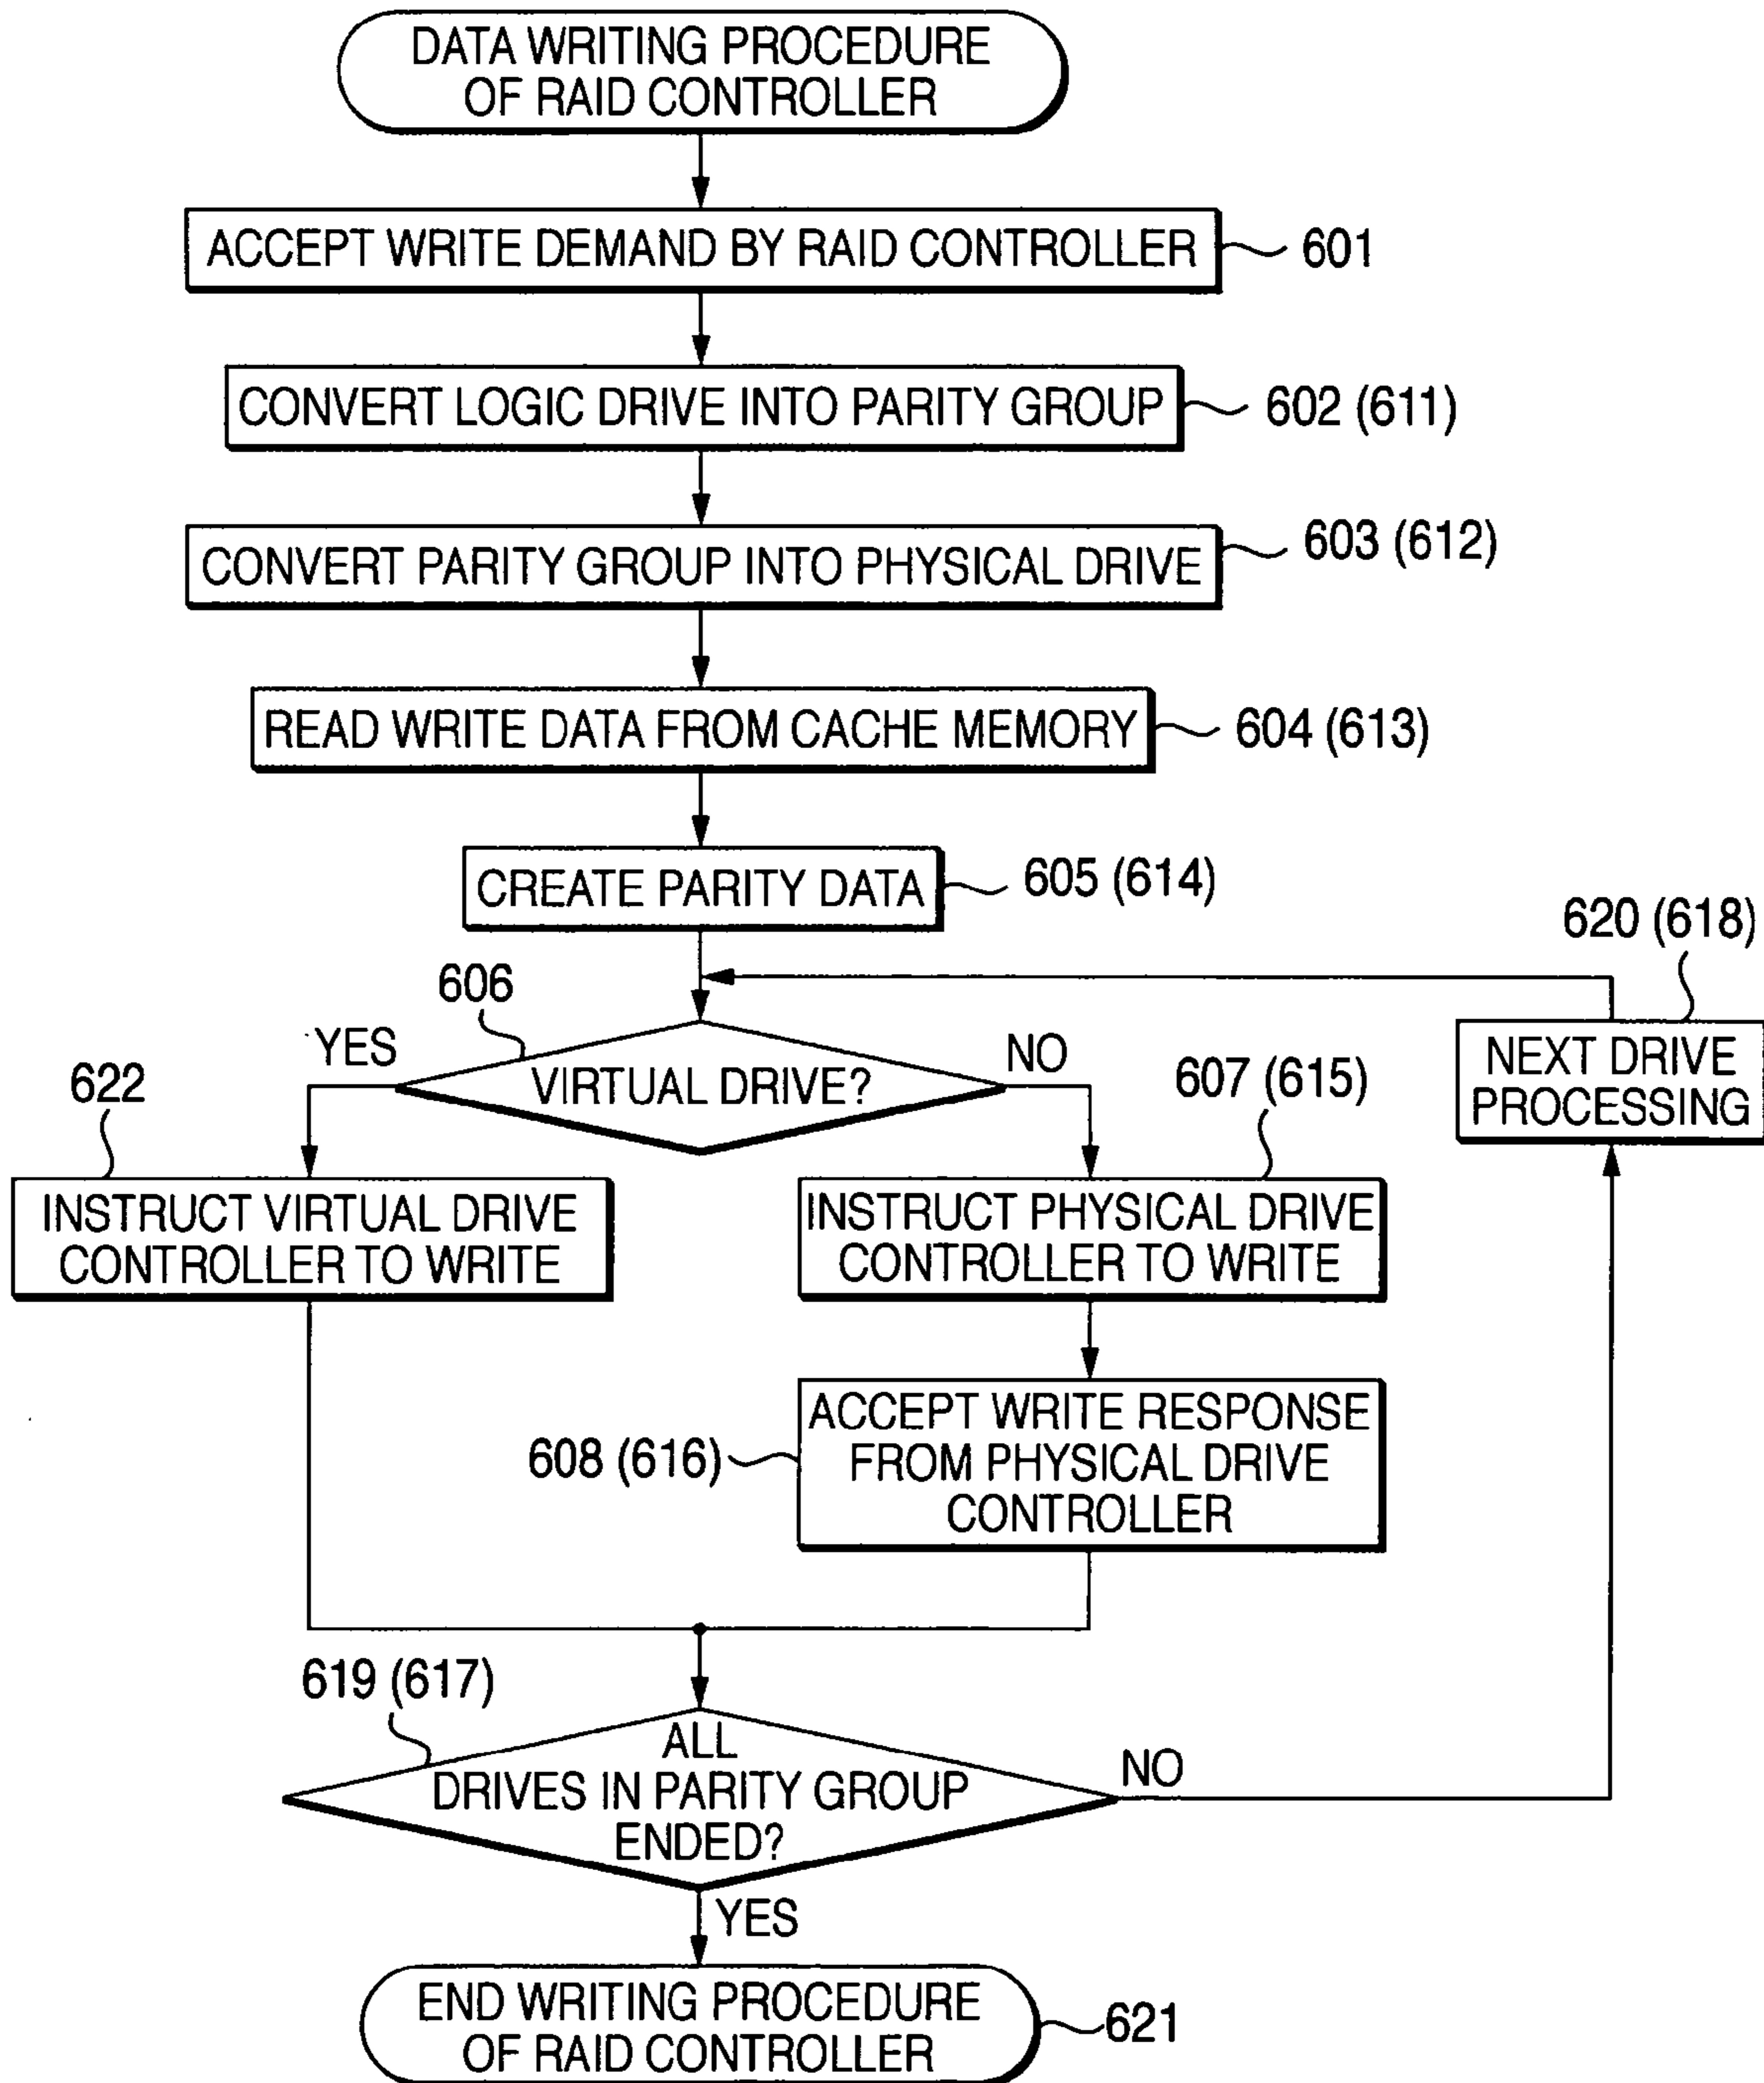 DATA WRITING PROCEDURE
OF RAID CONTROLLER
ACCEPT WRITE DEMAND BY RAID CONTROLLER
601
CONVERT LOGIC DRIVE INTO PARITY GROUP
602 (611)
CONVERT PARITY GROUP INTO PHYSICAL DRIVE
603 (612)
READ WRITE DATA FROM CACHE MEMORY
604 (613)
CREATE PARITY DATA
605 (614)
620 (618)
NEXT DRIVE
PROCESSING
606
YES
VIRTUAL DRIVE?
NO
622
INSTRUCT VIRTUAL DRIVE
CONTROLLER TO WRITE
607 (615)
INSTRUCT PHYSICAL DRIVE
CONTROLLER TO WRITE
608 (616)
ACCEPT WRITE RESPONSE
FROM PHYSICAL DRIVE
CONTROLLER
619 (617)
ALL
DRIVES IN PARITY GROUP
ENDED?
NO
YES
END WRITING PROCEDURE
OF RAID CONTROLLER
621